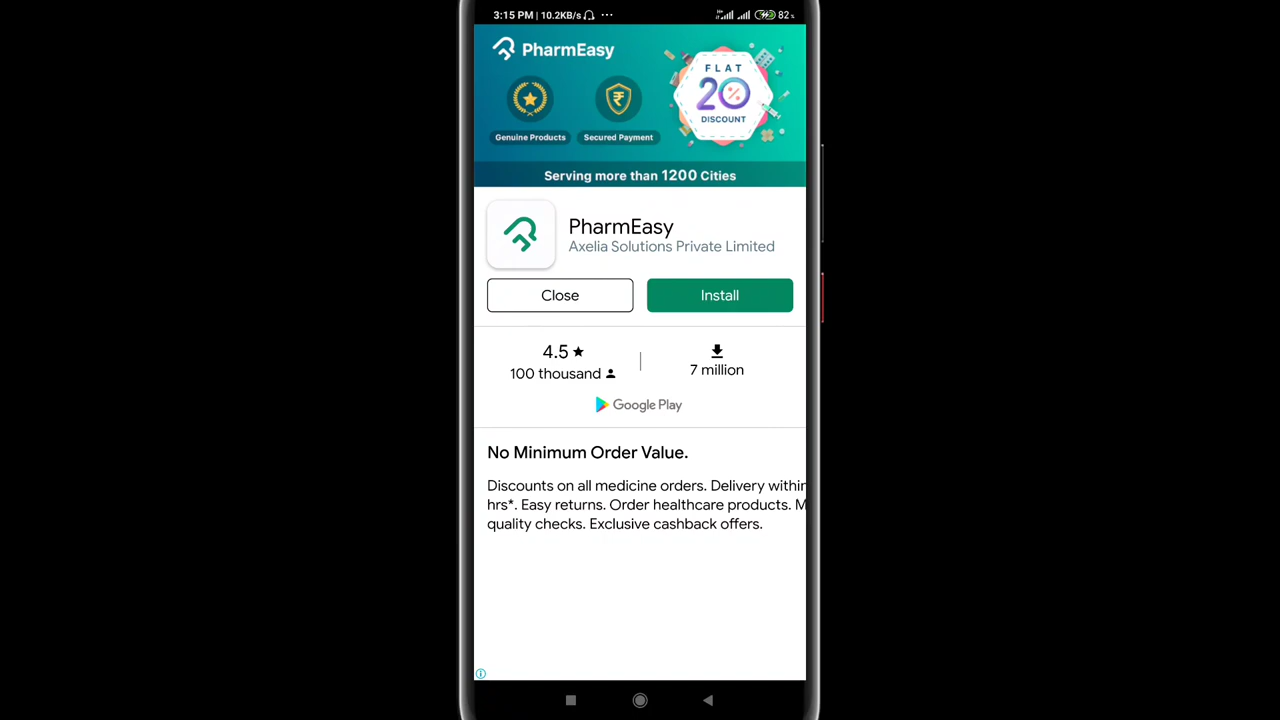 3:15 PM | 10.2KB/s ... 82%
PharmEasy
FLAT
20%
DISCOUNT
Genuine Products Secured Payment
Serving more than 1200 Cities
PharmEasy
Axelia Solutions Private Limited
Close Install
4.5 ★
100 thousand
7 million
Google Play
No Minimum Order Value.
Discounts on all medicine orders. Delivery within
hrs*. Easy returns. Order healthcare products. M
quality checks. Exclusive cashback offers.